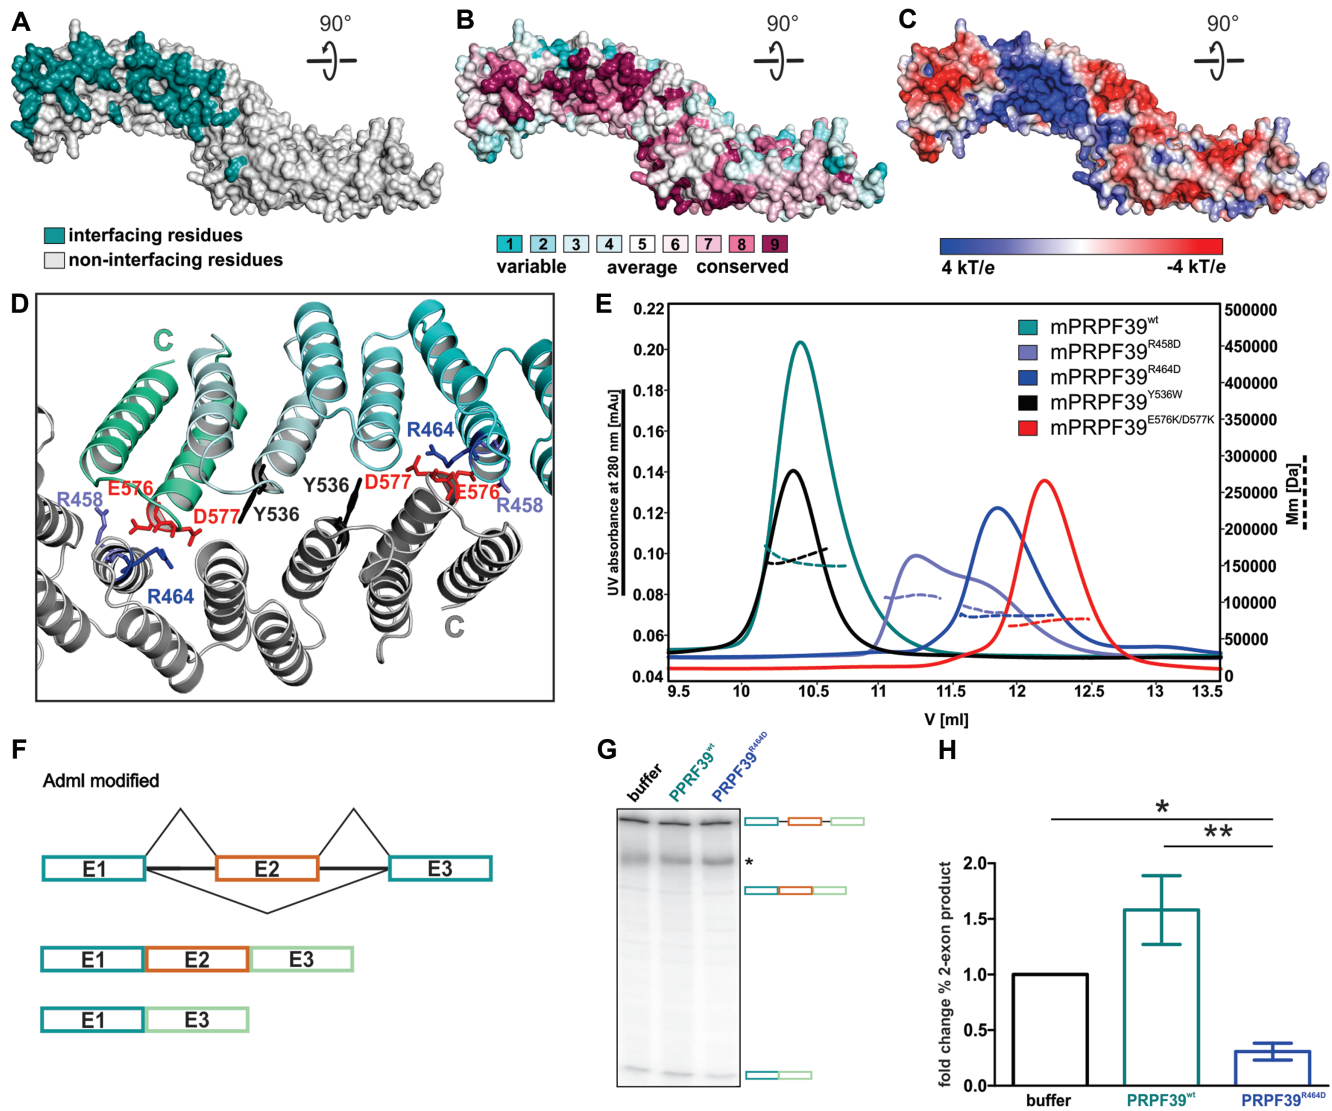 A
90°
interfacing residues
non-interfacing residues
B
90°
1 2 3 4 5 6 7 8 9
variable average conserved
C
90°
4 kT/e -4 kT/e
D
C
R464
E576
R458
D577
Y536
Y536
D577
E576
R458
R464
C
E
0.22
0.20
0.18
0.16
0.14
0.12
0.10
0.08
0.06
0.04
UV absorbance at 280 nm [mAu]
mPRPF39wt
mPRPF39R458D
mPRPF39R464D
mPRPF39Y536W
mPRPF39E576K/D577K
500000
450000
400000
350000
300000
250000
200000
150000
100000
50000
0
Mm [Da]
9.5 10 10.5 11 11.5 12 12.5 13 13.5
V [ml]
F
AdmI modified
E1 E2 E3
E1 E2 E3
E1 E3
G
buffer
PPRF39wt
PRPF39R464D
*
H
*
**
fold change % 2-exon product
2.0
1.5
1.0
0.5
0.0
buffer PRPF39wt PRPF39R464D